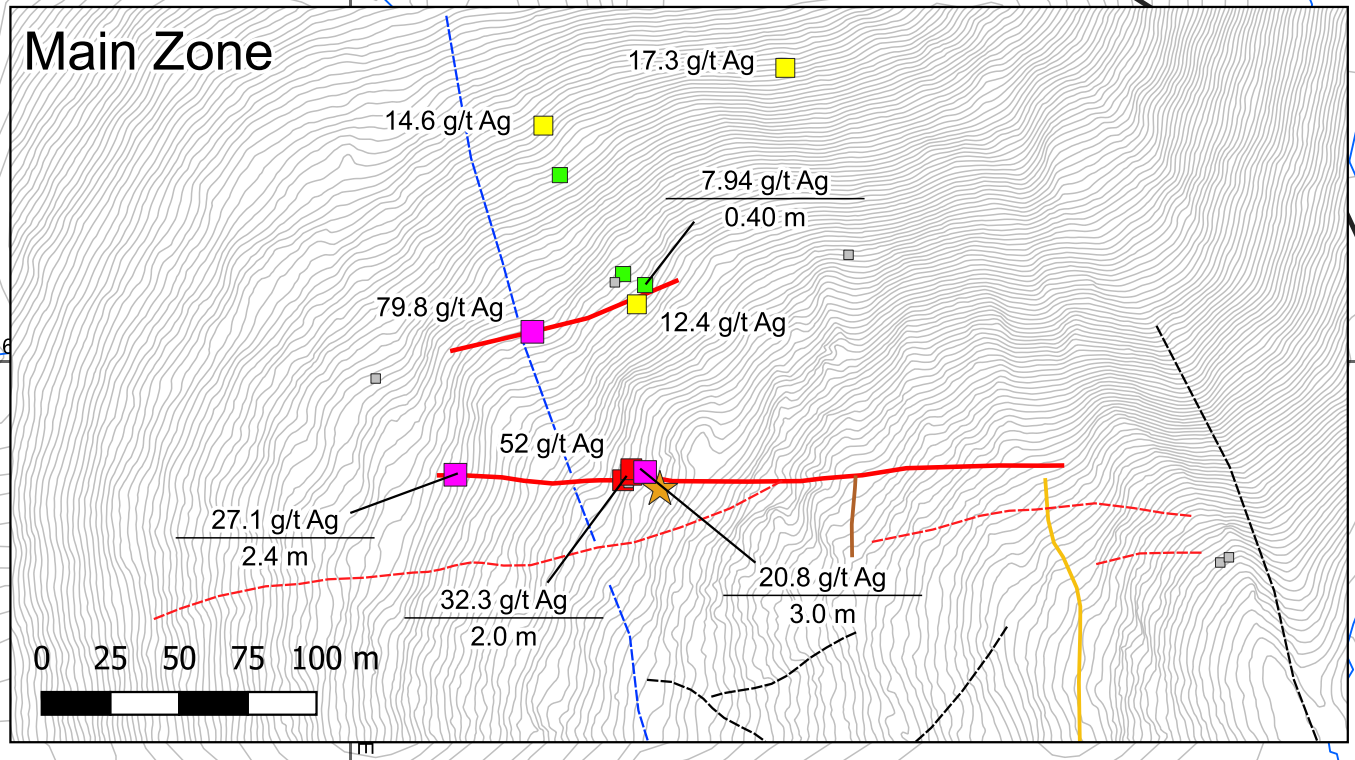 Main Zone
17.3 g/t Ag
14.6 g/t Ag
7.94 g/t Ag
0.40 m
79.8 g/t Ag
12.4 g/t Ag
6
52 g/t Ag
27.1 g/t Ag
2.4 m
20.8 g/t Ag
3.0 m
32.3 g/t Ag
2.0 m
0 25 50 75 100 m
m